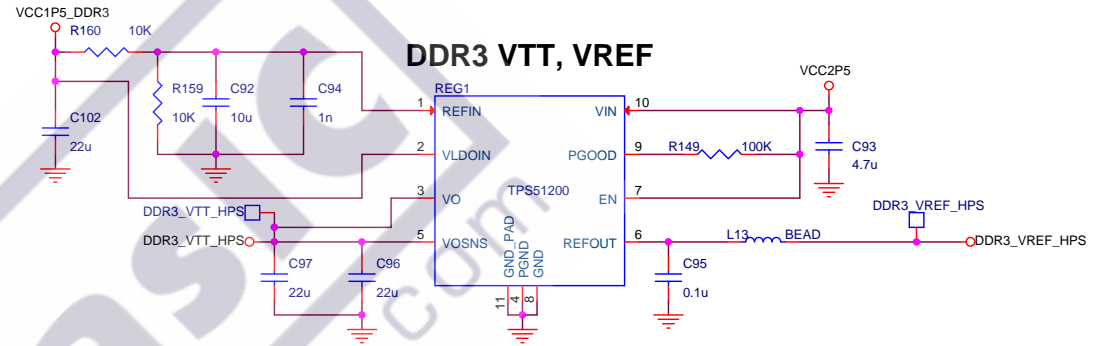 VCC1P5_DDR3
R160 10K
DDR3 VTT, VREF
VCC2P5
REG1
R159
10K
C92
10u
C94
1n
C102
22u
1 REFIN
VIN 10
2 VLDOIN
PGOOD 9
R149 100K
C93
4.7u
3 VO
TPS51200
EN 7
DDR3_VTT_HPS
DDR3_VREF_HPS
DDR3_VTT_HPS
5 VOSNS
REFOUT 6
L13 BEAD
DDR3_VREF_HPS
GND_PAD
PGND
GND
C97
22u
C96
22u
C95
0.1u
11
4
8
asic
com